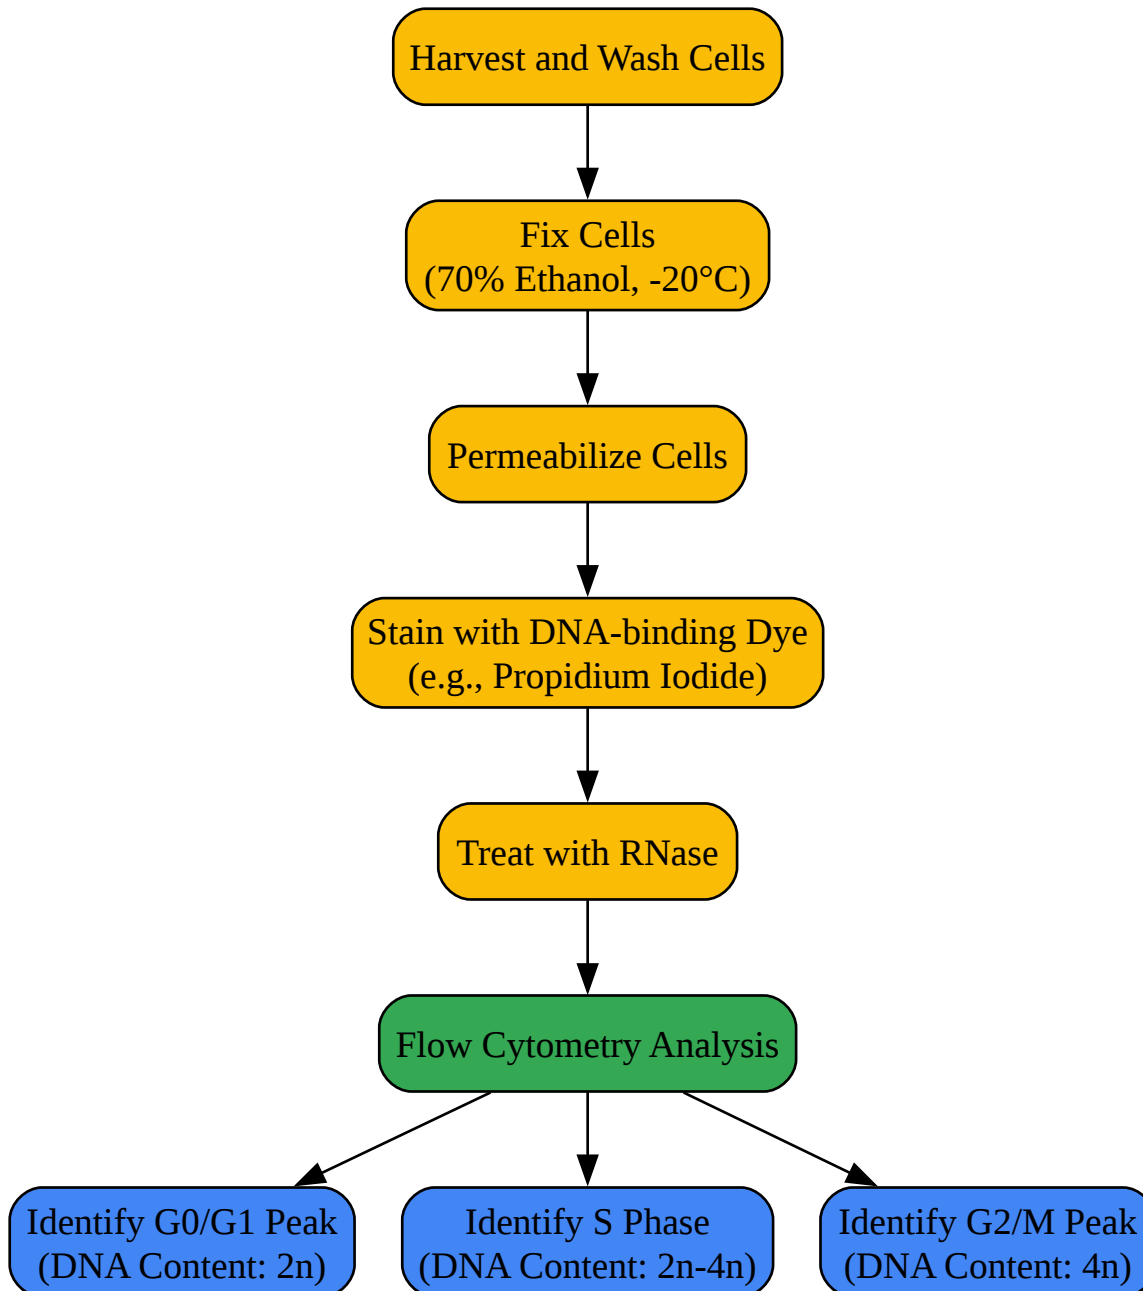 Harvest and Wash Cells
Fix Cells
(70% Ethanol, -20°C)
Permeabilize Cells
Stain with DNA-binding Dye
(e.g., Propidium Iodide)
Treat with RNase
Flow Cytometry Analysis
Identify G0/G1 Peak
(DNA Content: 2n)
Identify S Phase
(DNA Content: 2n-4n)
Identify G2/M Peak
(DNA Content: 4n)